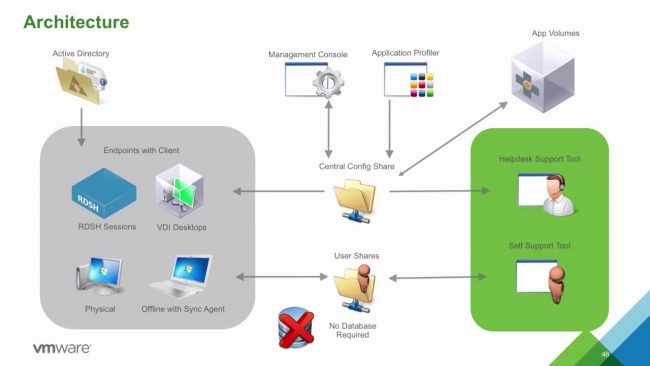 Architecture
Active Directory
Management Console
Application Profiler
App Volumes
Endpoints with Client
Central Config Share
Helpdesk Support Tool
RDSH
RDSH Sessions
VDI Desktops
User Shares
Self Support Tool
Physical
Offline with Sync Agent
No Database
Required
vmware
46